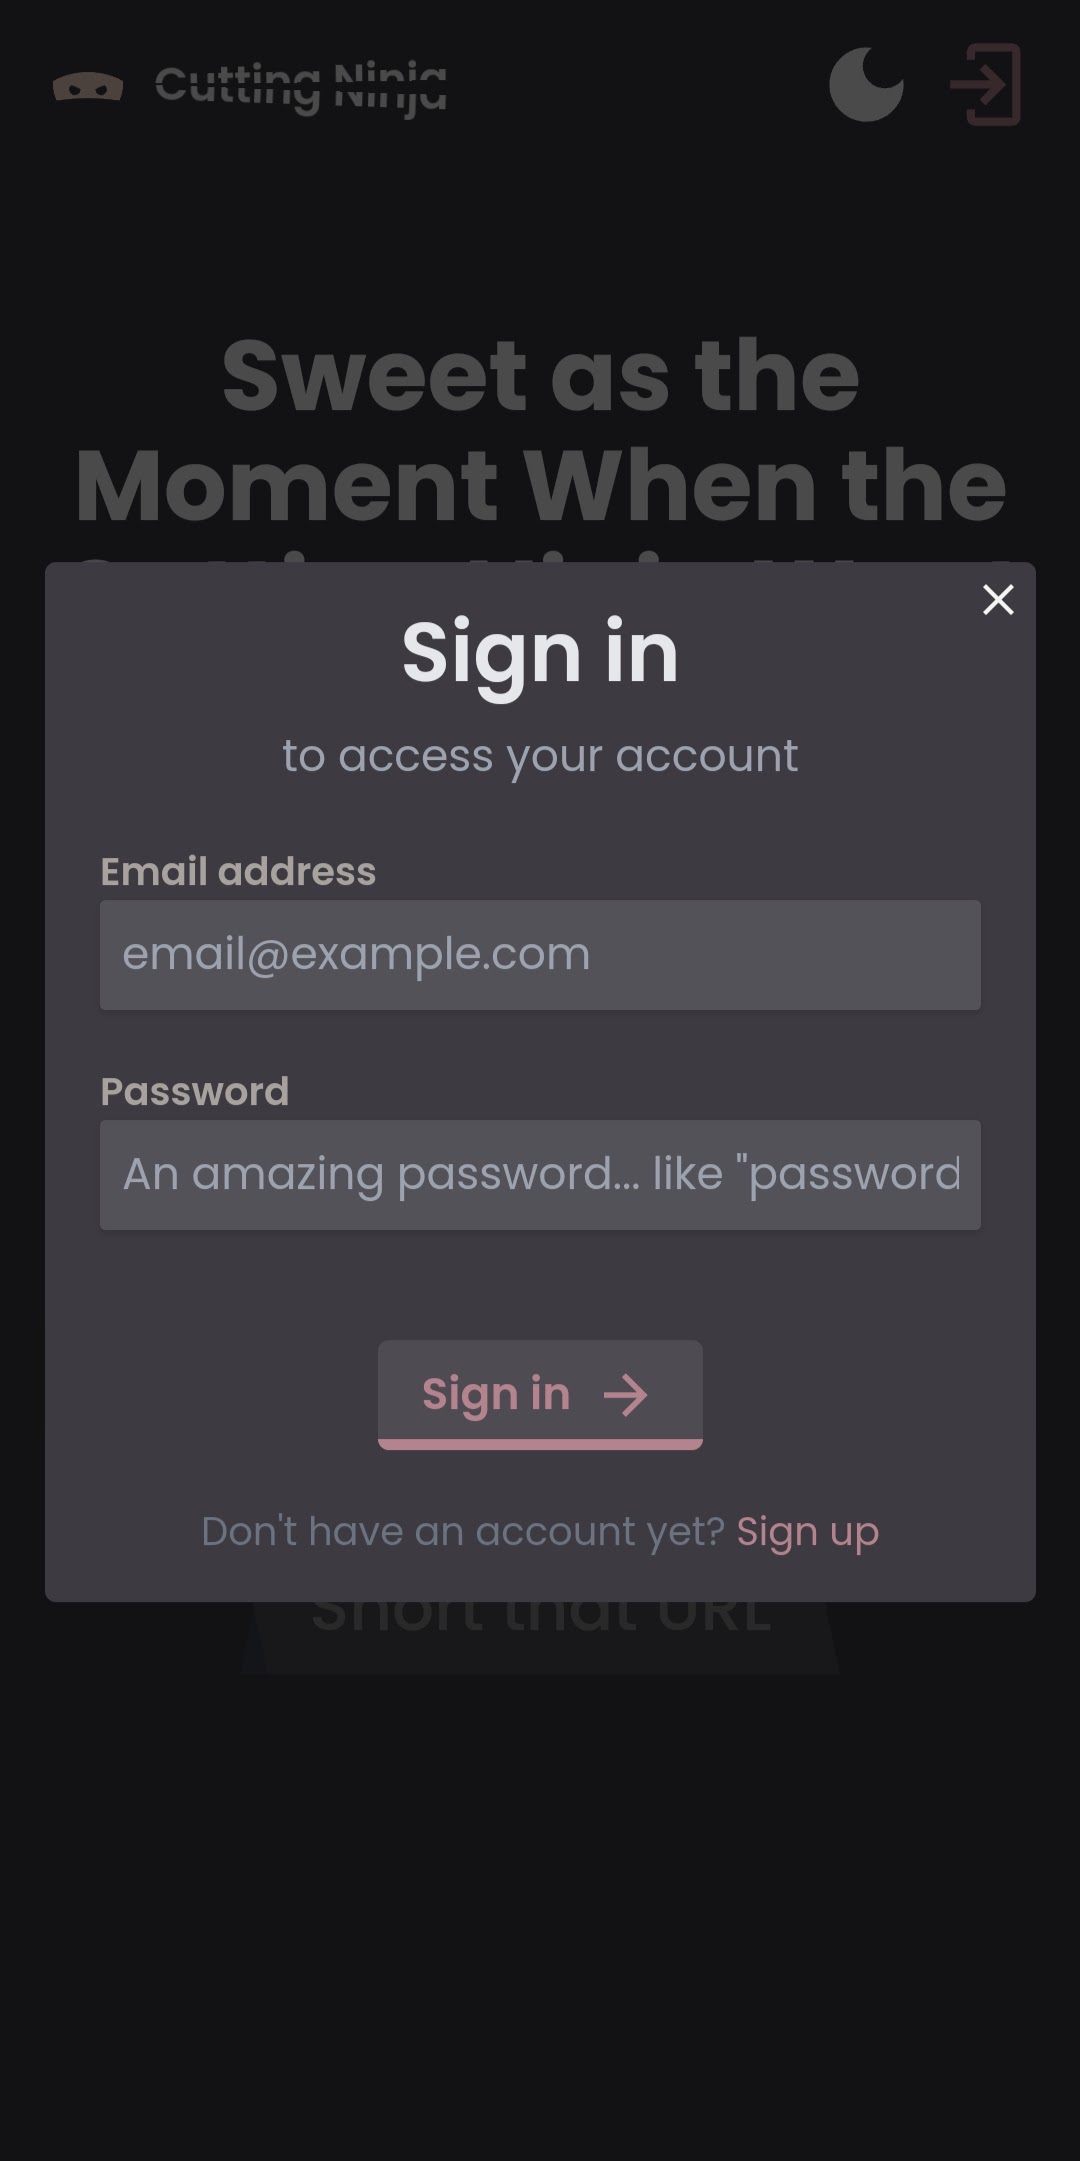 Cutting Ninja
Sweet as the
Moment When the
Sign in
to access your account
Email address
email@example.com
Password
An amazing password... like "password
Sign in
Don't have an account yet? Sign up
Short that URL